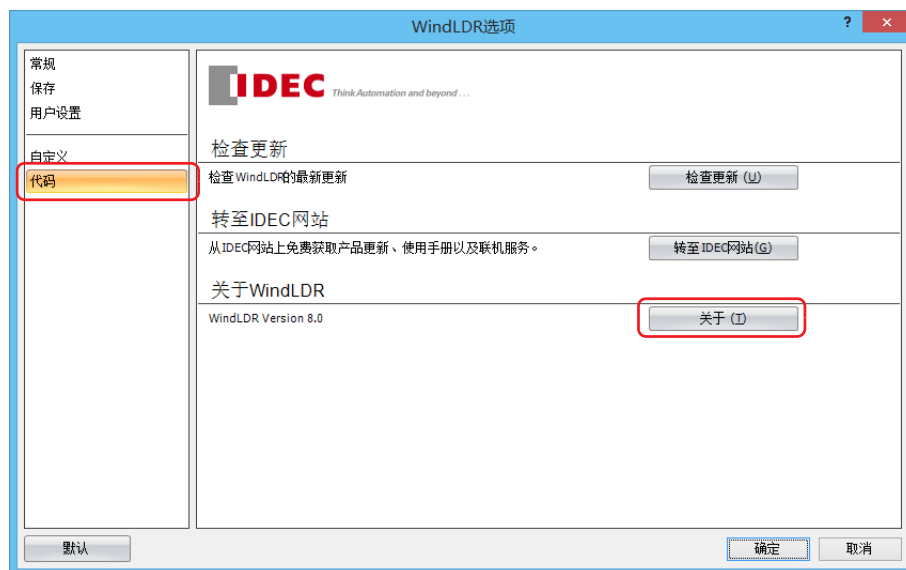 WindLDR选项
?
×
常规
保存
用户设置
自定义
代码
IDEC Think Automation and beyond...
检查更新
检查WindLDR的最新更新
检查更新 (U)
转至IDEC网站
从IDEC网站上免费获取产品更新、使用手册以及联机服务。
转至IDEC网站(G)
关于WindLDR
WindLDR Version 8.0
关于 (T)
默认
确定
取消